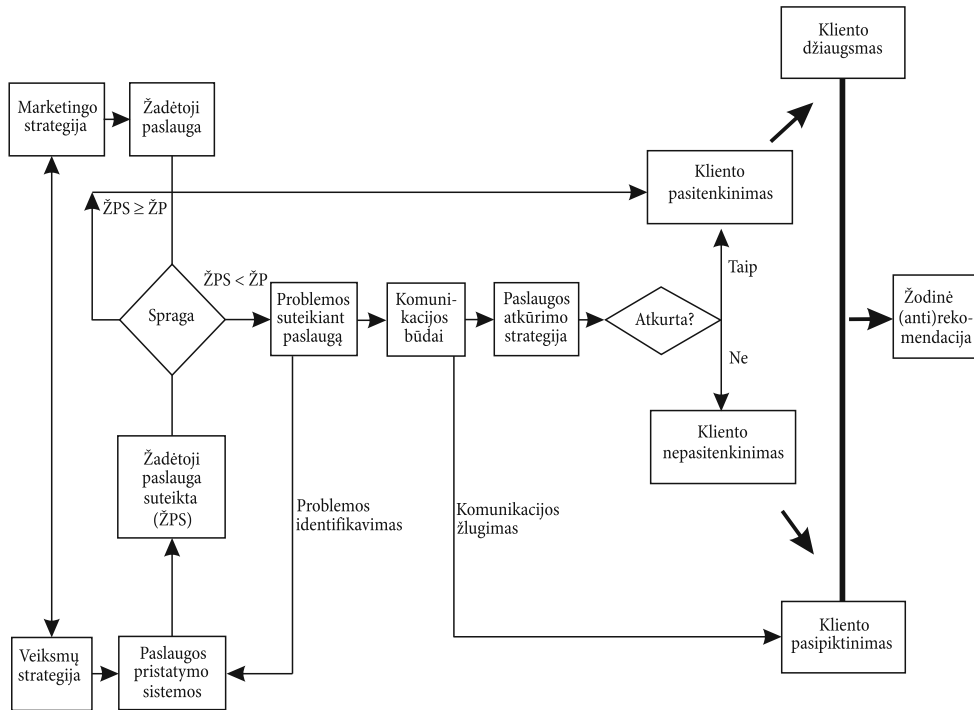 Kliento
džiaugsmas
Marketingo
strategija
Žadėtoji
paslauga
Kliento
pasitenkinimas
ŽPS ≥ ŽP
ŽPS < ŽP
Taip
Spraga
Problemos
suteikiant
paslaugą
Komuni-
kacijos
būdai
Paslaugos
atkūrimo
strategija
Atkurta?
Žodinė
(anti)reko-
mendacija
Ne
Kliento
nepasitenkinimas
Žadėtoji
paslauga
suteikta
(ŽPS)
Problemos
identifikavimas
Komunikacijos
žlugimas
Kliento
pasipiktinimas
Veiksmų
strategija
Paslaugos
pristatymo
sistemos